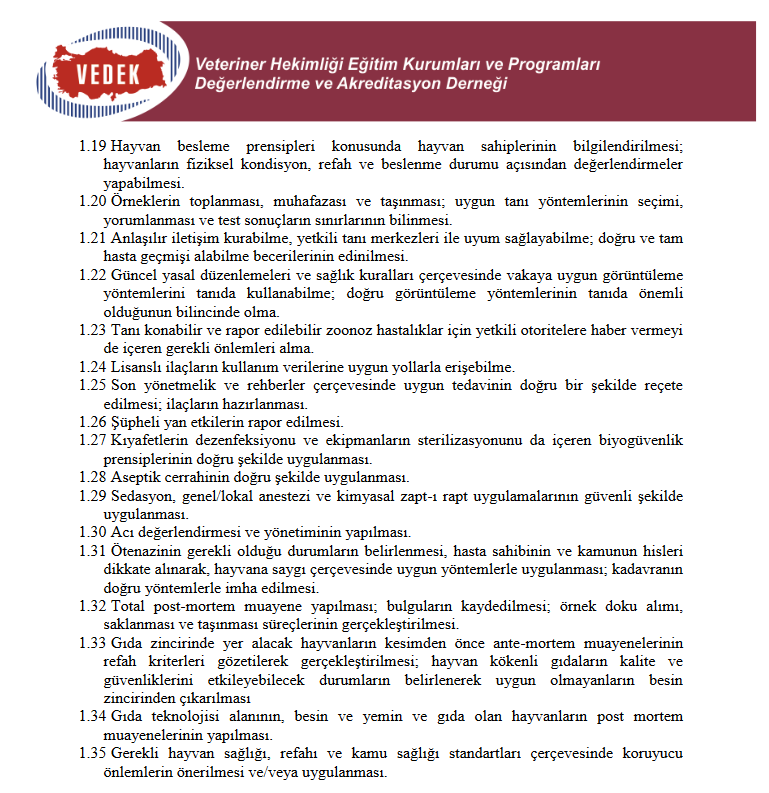 VEDEK
Veteriner Hekimliği Eğitim Kurumları ve Programları
Değerlendirme ve Akreditasyon Derneği
1.19 Hayvan besleme prensipleri konusunda hayvan sahiplerinin bilgilendirilmesi;
hayvanların fiziksel kondisyon, refah ve beslenme durumu açısından değerlendirmeler
yapabilmesi.
1.20 Örneklerin toplanması, muhafazası ve taşınması; uygun tanı yöntemlerinin seçimi,
yorumlanması ve test sonuçların sınırlarının bilinmesi.
1.21 Anlaşılır iletişim kurabilme, yetkili tanı merkezleri ile uyum sağlayabilme; doğru ve tam
hasta geçmişi alabilme becerilerinin edinilmesi.
1.22 Güncel yasal düzenlemeleri ve sağlık kuralları çerçevesinde vakaya uygun görüntüleme
yöntemlerini tanıda kullanabilme; doğru görüntüleme yöntemlerinin tanıda önemli
olduğunun bilincinde olma.
1.23 Tanı konabilir ve rapor edilebilir zoonoz hastalıklar için yetkili otoritelere haber vermeyi
de içeren gerekli önlemleri alma.
1.24 Lisanslı ilaçların kullanım verilerine uygun yollarla erişebilme.
1.25 Son yönetmelik ve rehberler çerçevesinde uygun tedavinin doğru bir şekilde reçete
edilmesi; ilaçların hazırlanması.
1.26 Şüpheli yan etkilerin rapor edilmesi.
1.27 Kıyafetlerin dezenfeksiyonu ve ekipmanların sterilizasyonunu da içeren biyogüvenlik
prensiplerinin doğru şekilde uygulanması.
1.28 Aseptik cerrahinin doğru şekilde uygulanması.
1.29 Sedasyon, genel/lokal anestezi ve kimyasal zapt-ı rapt uygulamalarının güvenli şekilde
uygulanması.
1.30 Acı değerlendirmesi ve yönetiminin yapılması.
1.31 Ötenazinin gerekli olduğu durumların belirlenmesi, hasta sahibinin ve kamunun hisleri
dikkate alınarak, hayvana saygı çerçevesinde uygun yöntemlerle uygulanması; kadavranın
doğru yöntemlerle imha edilmesi.
1.32 Total post-mortem muayene yapılması; bulguların kaydedilmesi; örnek doku alımı,
saklanması ve taşınması süreçlerinin gerçekleştirilmesi.
1.33 Gıda zincirinde yer alacak hayvanların kesimden önce ante-mortem muayenelerinin
refah kriterleri gözetilerek gerçekleştirilmesi; hayvan kökenli gıdaların kalite ve
güvenliklerini etkileyebilecek durumların belirlenerek uygun olmayanların besin
zincirinden çıkarılması
1.34 Gıda teknolojisi alanının, besin ve yemin ve gıda olan hayvanların post mortem
muayenelerinin yapılması.
1.35 Gerekli hayvan sağlığı, refahı ve kamu sağlığı standartları çerçevesinde koruyucu
önlemlerin önerilmesi ve/veya uygulanması.